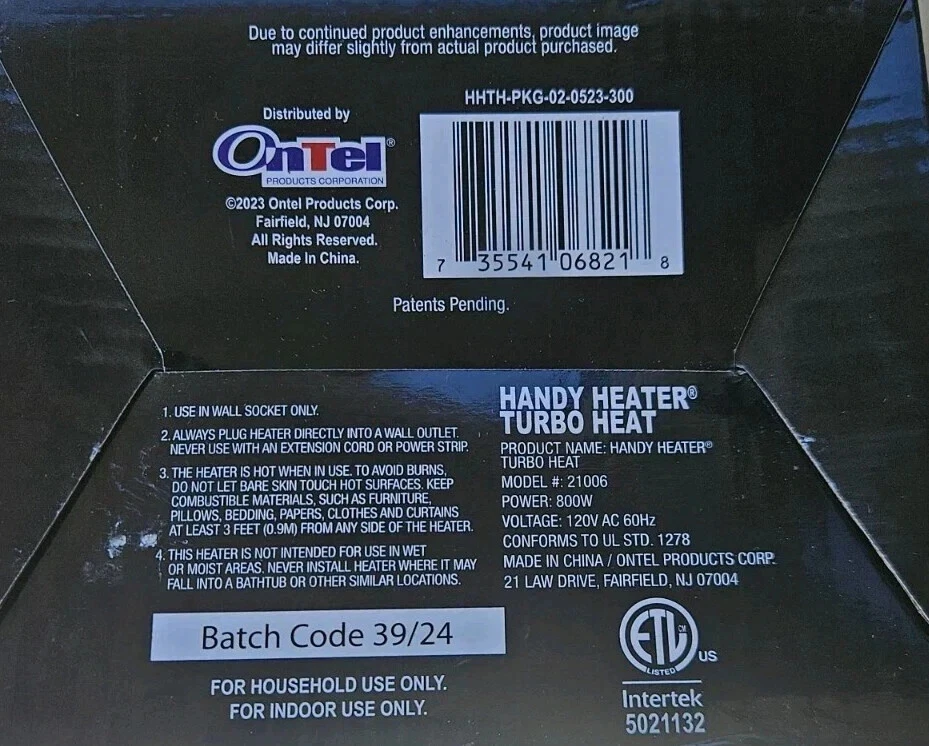 Due to continued product enhancements, product image
may differ slightly from actual product purchased.
HHTH-PKG-02-0523-300
Distributed by
OnTel®
PRODUCTS CORPORATION
©2023 Ontel Products Corp.
Fairfield, NJ 07004
All Rights Reserved.
Made In China.
7 35541 06821 8
Patents Pending.
1. USE IN WALL SOCKET ONLY.
2. ALWAYS PLUG HEATER DIRECTLY INTO A WALL OUTLET.
NEVER USE WITH AN EXTENSION CORD OR POWER STRIP.
3. THE HEATER IS HOT WHEN IN USE. TO AVOID BURNS,
DO NOT LET BARE SKIN TOUCH HOT SURFACES. KEEP
COMBUSTIBLE MATERIALS, SUCH AS FURNITURE,
PILLOWS, BEDDING, PAPERS, CLOTHES AND CURTAINS
AT LEAST 3 FEET (0.9M) FROM ANY SIDE OF THE HEATER.
4. THIS HEATER IS NOT INTENDED FOR USE IN WET
OR MOIST AREAS. NEVER INSTALL HEATER WHERE IT MAY
FALL INTO A BATHTUB OR OTHER SIMILAR LOCATIONS.
Batch Code 39/24
FOR HOUSEHOLD USE ONLY.
FOR INDOOR USE ONLY.
HANDY HEATER®
TURBO HEAT
PRODUCT NAME: HANDY HEATER®
TURBO HEAT
MODEL #: 21006
POWER: 800W
VOLTAGE: 120V AC 60Hz
CONFORMS TO UL STD. 1278
MADE IN CHINA / ONTEL PRODUCTS CORP.
21 LAW DRIVE, FAIRFIELD, NJ 07004
ETL CM
LISTED
US
Intertek
5021132